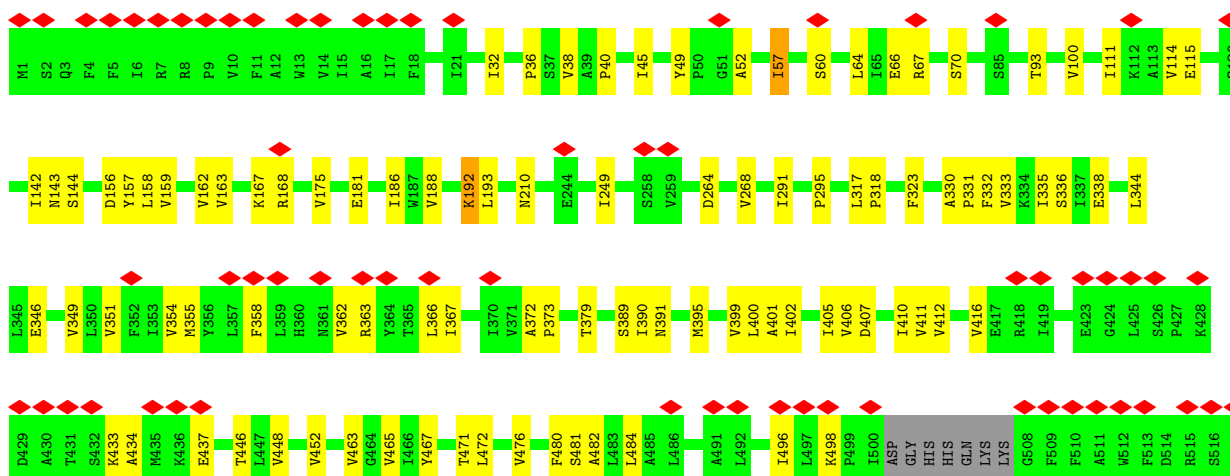 M1 S2 Q3 F4 F5 I6 R7 R8 P9 V10 F11 A12 W13 V14 I15 A16 I17 F18 I21 I32 P36 S37 V38 A39 P40 I45 Y49 P50 G51 A52 I57 S60 L64 I65 E66 R67 S70 S85 T93 V100 I111 K112 A113 V114 E115
I142 N143 S144 D156 Y157 L158 V159 V162 V163 K167 R168 V175 E181 I186 W187 V188 K192 L193 N210 E244 I249 S258 V259 D264 V268 I291 P295 L317 P318 F323 A330 P331 F332 V333 K334 I335 S336 I337 E338 L344
L345 E346 V349 L350 V351 F352 I353 V354 M355 Y356 L357 F358 L359 H360 N361 V362 R363 V364 T365 L366 I367 I370 V371 A372 P373 T379 S389 I390 N391 M395 V399 L400 A401 I402 I405 V406 D407 I410 V411 V412 V416 E417 R418 I419 E423 G424 L425 S426 P427 K428
D429 A430 T431 S432 K433 A434 M435 K436 E437 T446 L447 V448 V452 V463 G464 V465 I466 Y467 T471 L472 V476 F480 S481 A482 L483 L484 A485 L486 A491 L492 I496 L497 K498 P499 I500 ASP GLY HIS HIS GLN LYS LYS G508 F509 F510 A511 W512 F513 D514 R515 S516